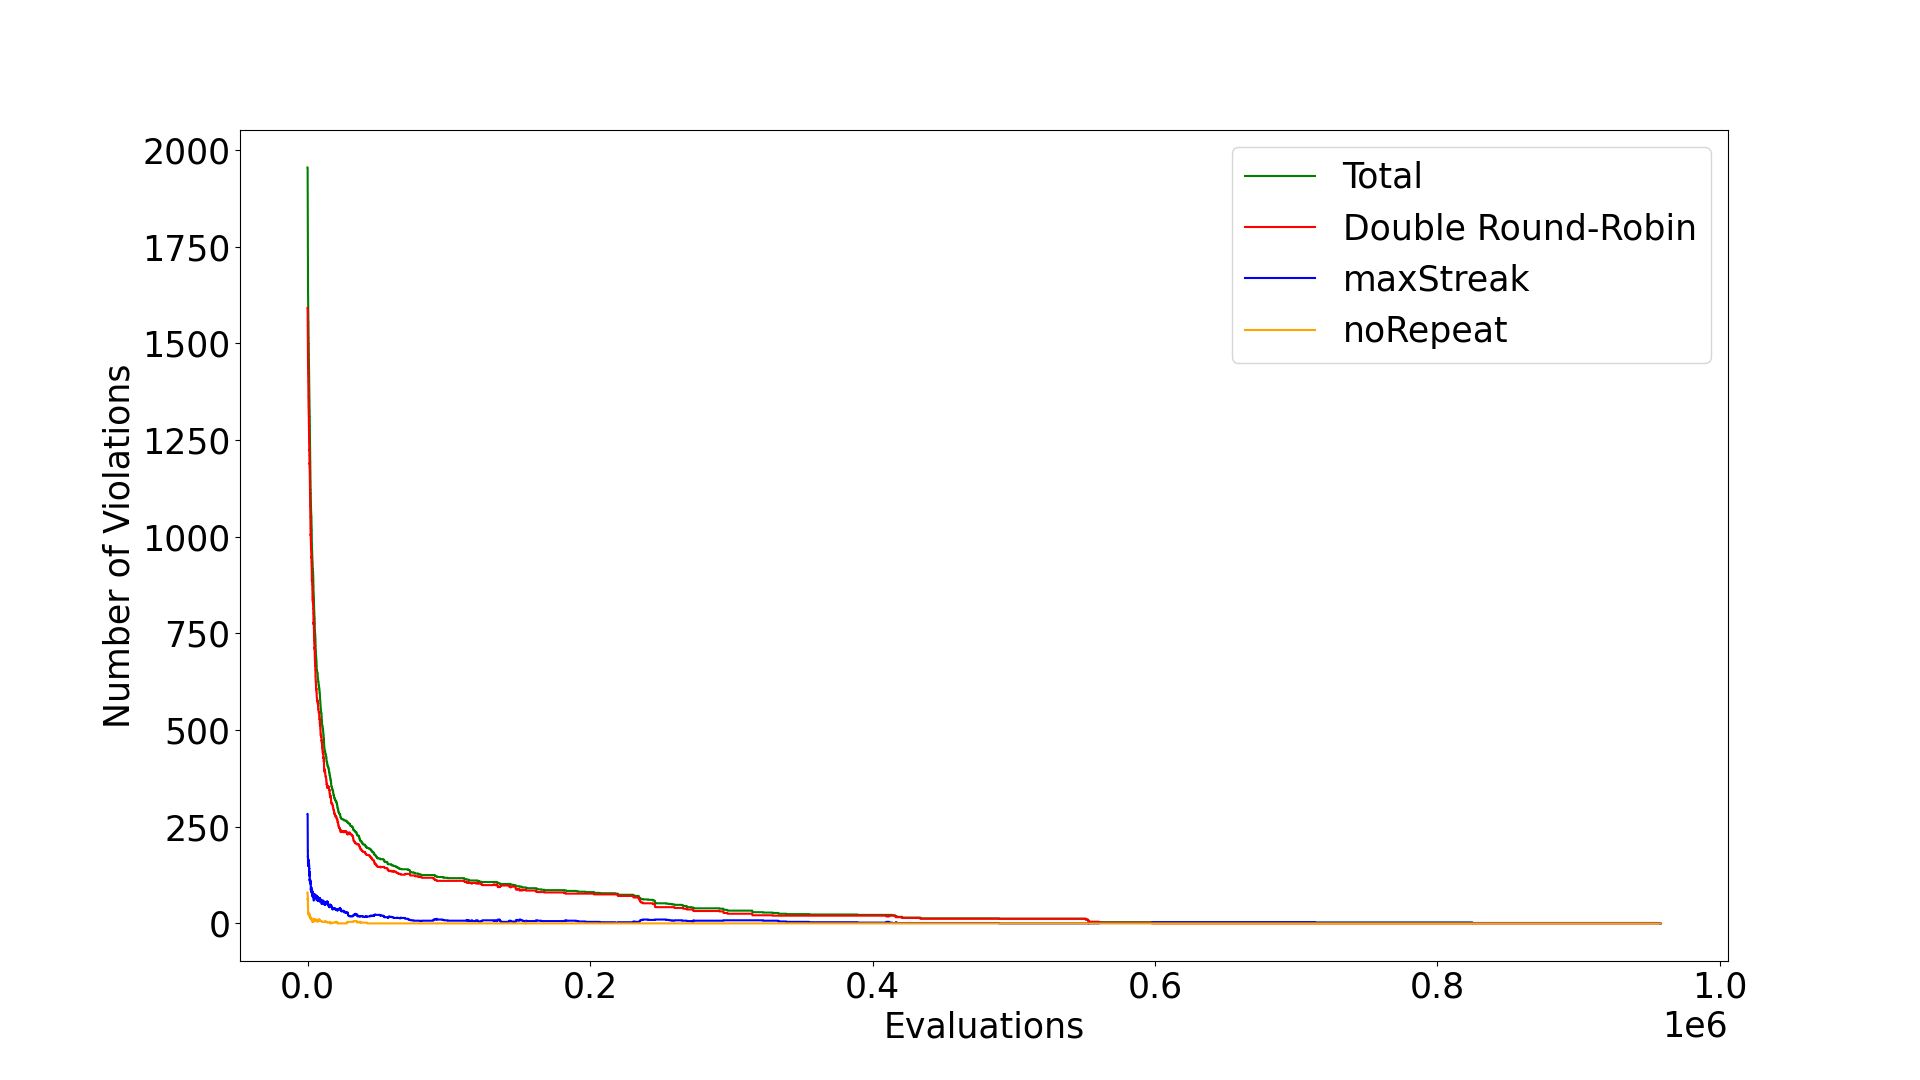 Total
Double Round-Robin
maxStreak
noRepeat
Number of Violations
2000
1750
1500
1250
1000
750
500
250
0
0.0 0.2 0.4 0.6 0.8 1.0
Evaluations
1e6